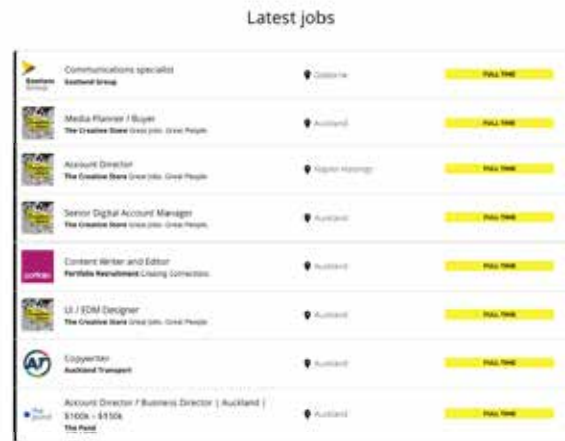 Latest jobs
Communications specialist
Eastland Group
Gisborne
FULL TIME
Media Planner / Buyer
The Creative Store Great Jobs. Great People.
Auckland
FULL TIME
Account Director
The Creative Store Great Jobs. Great People.
Napier-Hastings
FULL TIME
Senior Digital Account Manager
The Creative Store Great Jobs. Great People.
Auckland
FULL TIME
Content Writer and Editor
Portfolio Recruitment Creating Connections.
Auckland
FULL TIME
UI / EDM Designer
The Creative Store Great Jobs. Great People.
Auckland
FULL TIME
AT
Copywriter
Auckland Transport
Auckland
FULL TIME
the pond
Account Director / Business Director | Auckland |
$100k - $150k
The Pond
Auckland
FULL TIME